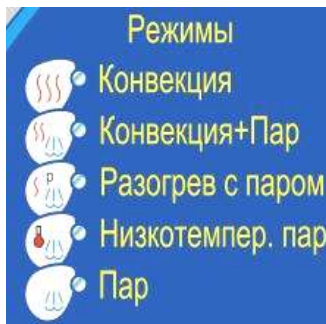 Режимы
Конвекция
Конвекция+Пар
Р
Разогрев с паром
Низкотемпер. пар
Пар